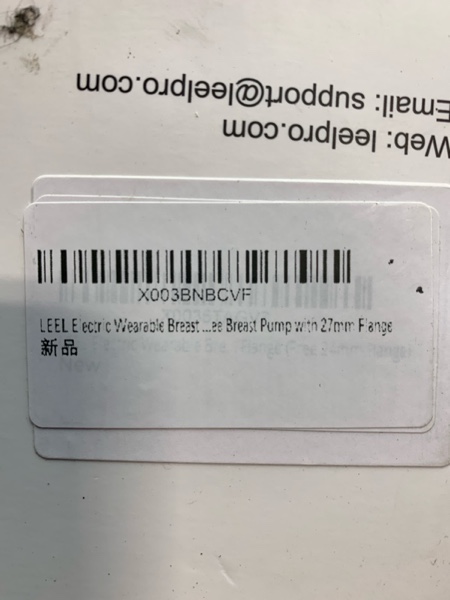 Email: support@leelpro.com
Web: leelpro.com
X003BNBCVF
LEEL Electric Wearable Breast ...ee Breast Pump with 27mm Flange
新品
New